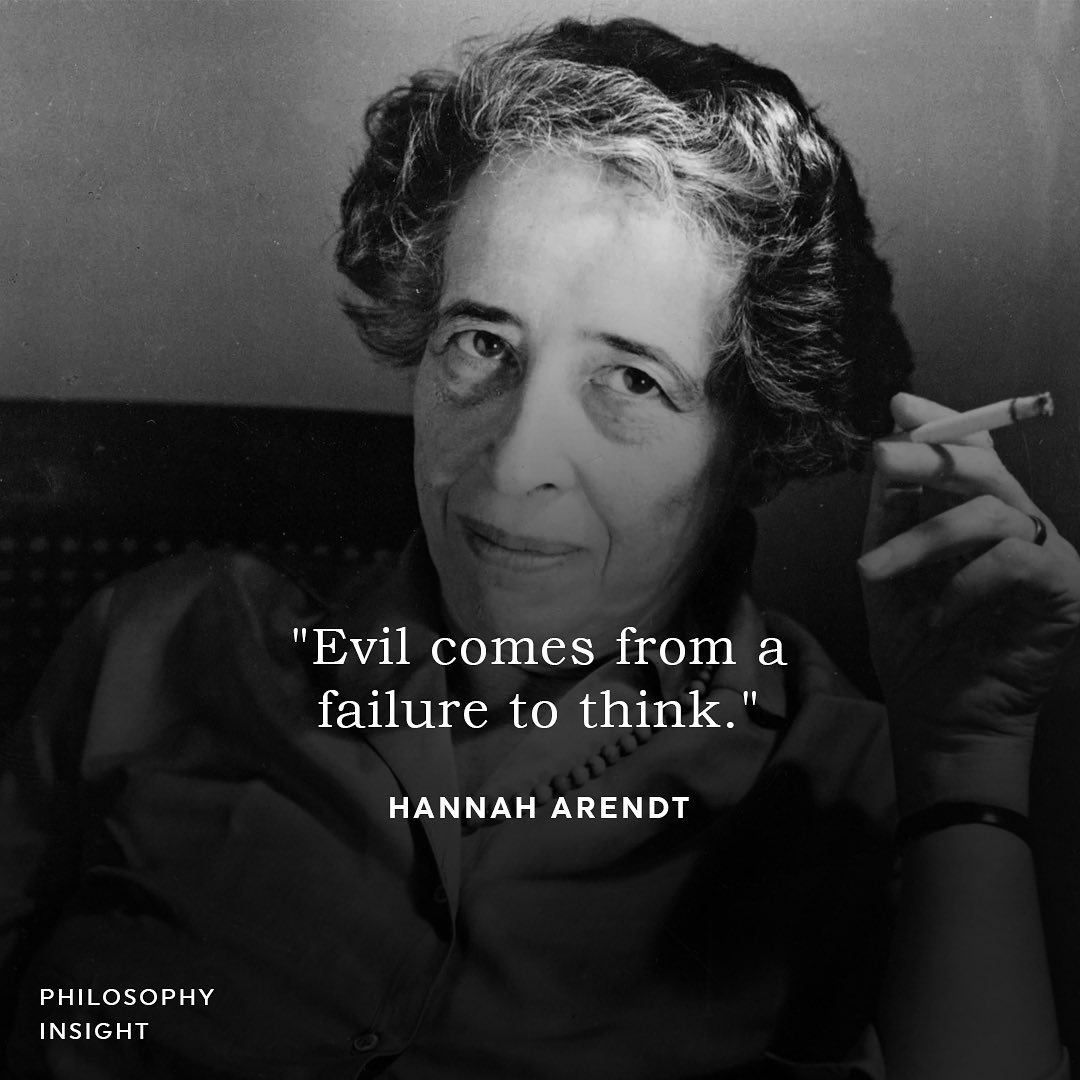 "Evil comes from a
failure to think."
HANNAH ARENDT
PHILOSOPHY
INSIGHT